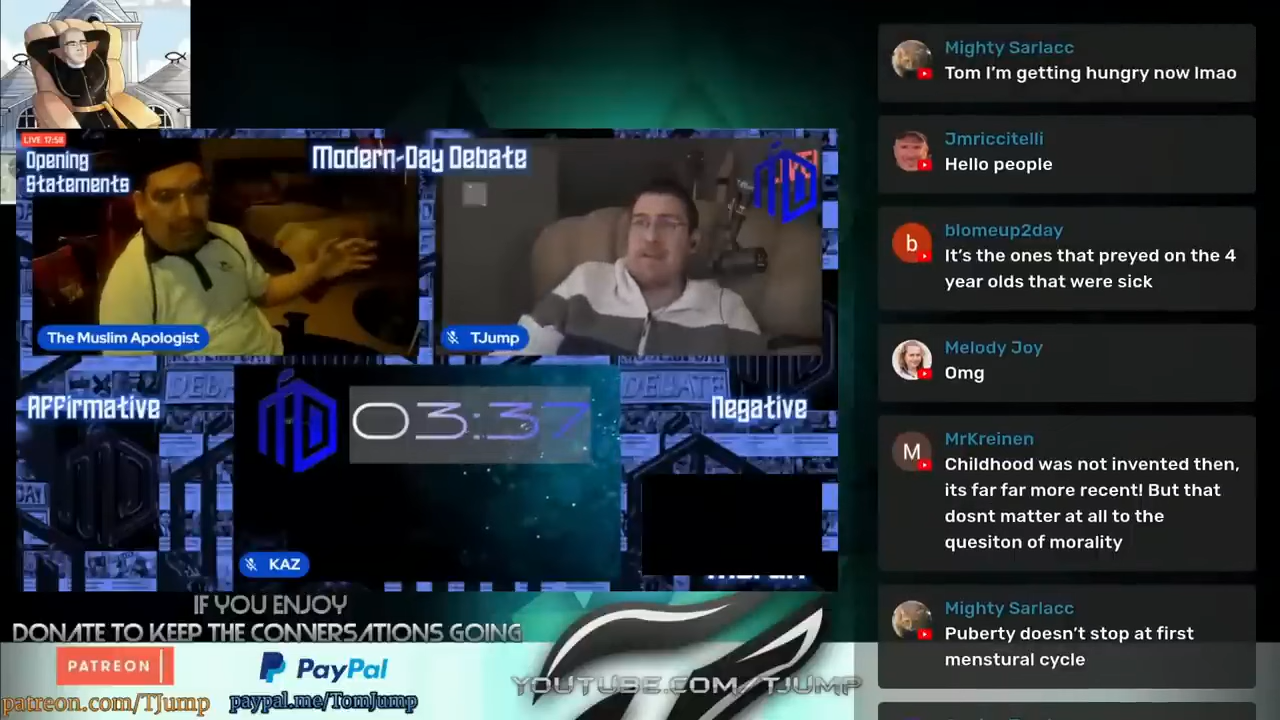 LIVE 17:58
Opening
Statements
Modern-Day Debate
The Muslim Apologist
TJump
Affirmative
DEBATE
03:37
Negative
KAZ
IF YOU ENJOY
DONATE TO KEEP THE CONVERSATIONS GOING
PATREON
PayPal
patreon.com/TJump
paypal.me/TomJump
YOUTUBE.COM/TJUMP
Mighty Sarlacc
Tom I'm getting hungry now lmao
Jmriccitelli
Hello people
b
blomeup2day
It's the ones that preyed on the 4
year olds that were sick
Melody Joy
Omg
M
MrKreinen
Childhood was not invented then,
its far far more recent! But that
dosnt matter at all to the
quesiton of morality
Mighty Sarlacc
Puberty doesn't stop at first
menstural cycle